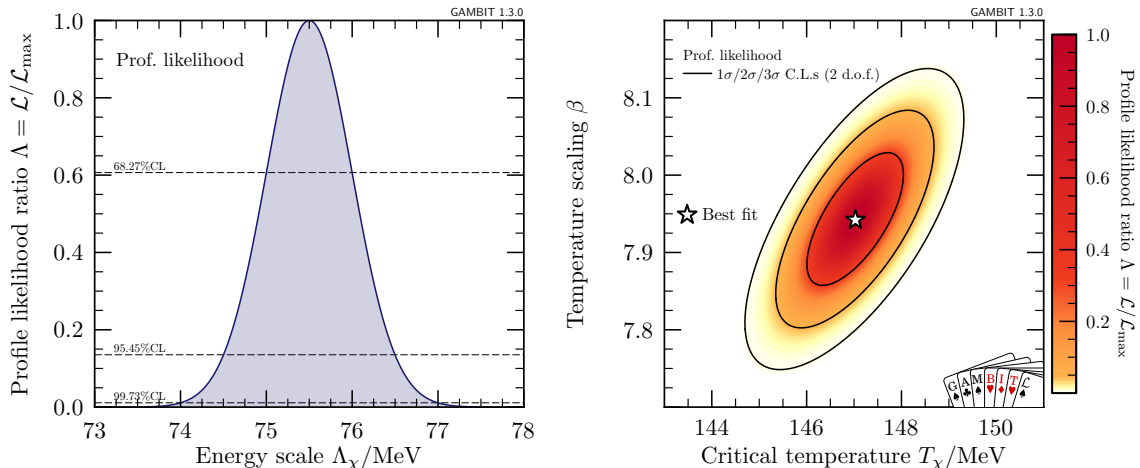 GAMBIT 1.3.0
Prof. likelihood
1.0
0.8
0.6
0.4
0.2
0.0
68.27%CL
95.45%CL
99.73%CL
Profile likelihood ratio Λ = ℒ/ℒmax
73 74 75 76 77 78
Energy scale Λχ/MeV
GAMBIT 1.3.0
Prof. likelihood
1σ/2σ/3σ C.L.s (2 d.o.f.)
Best fit
8.1
8.0
7.9
7.8
Temperature scaling β
144 146 148 150
Critical temperature Tχ/MeV
G A M B I T ℒ
1.0
0.8
0.6
0.4
0.2
Profile likelihood ratio Λ = ℒ/ℒmax